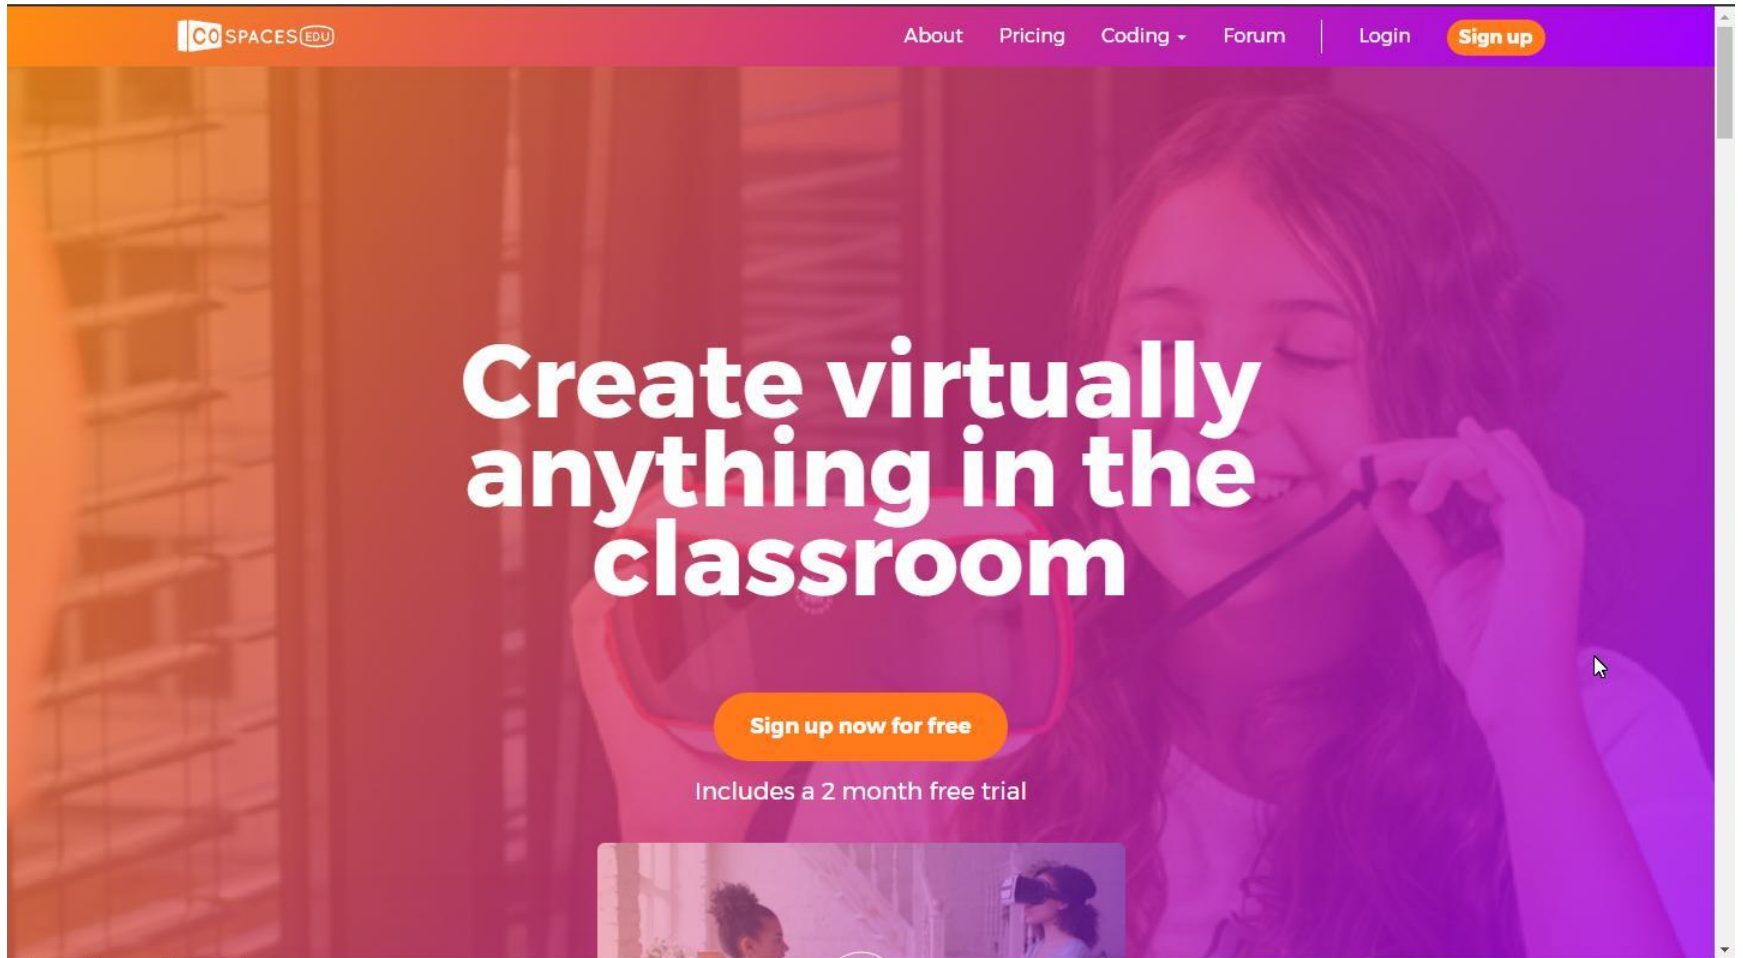 CO SPACES EDU
About Pricing Coding Forum Login Sign up
Create virtually
anything in the
classroom
Sign up now for free
Includes a 2 month free trial